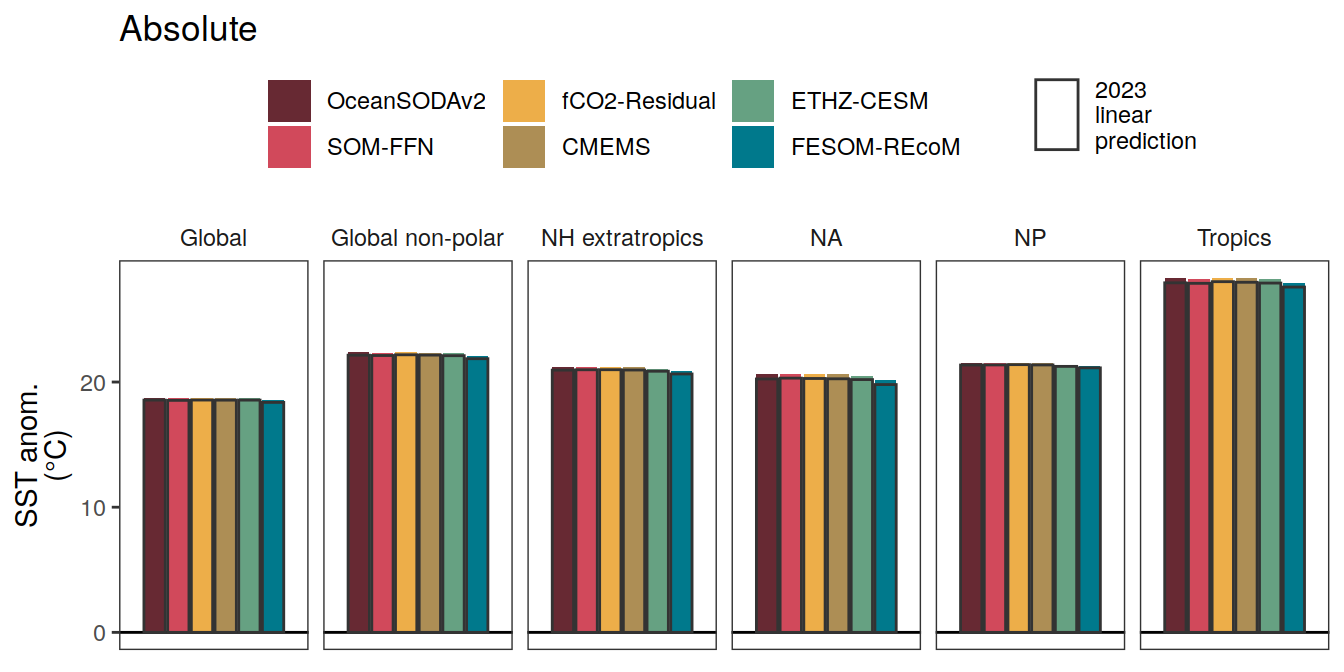 Absolute
OceanSODAv2
SOM-FFN
fCO2-Residual
CMEMS
ETHZ-CESM
FESOM-REcoM
2023
linear
prediction
Global
Global non-polar
NH extratropics
NA
NP
Tropics
SST anom.
(°C)
20
10
0